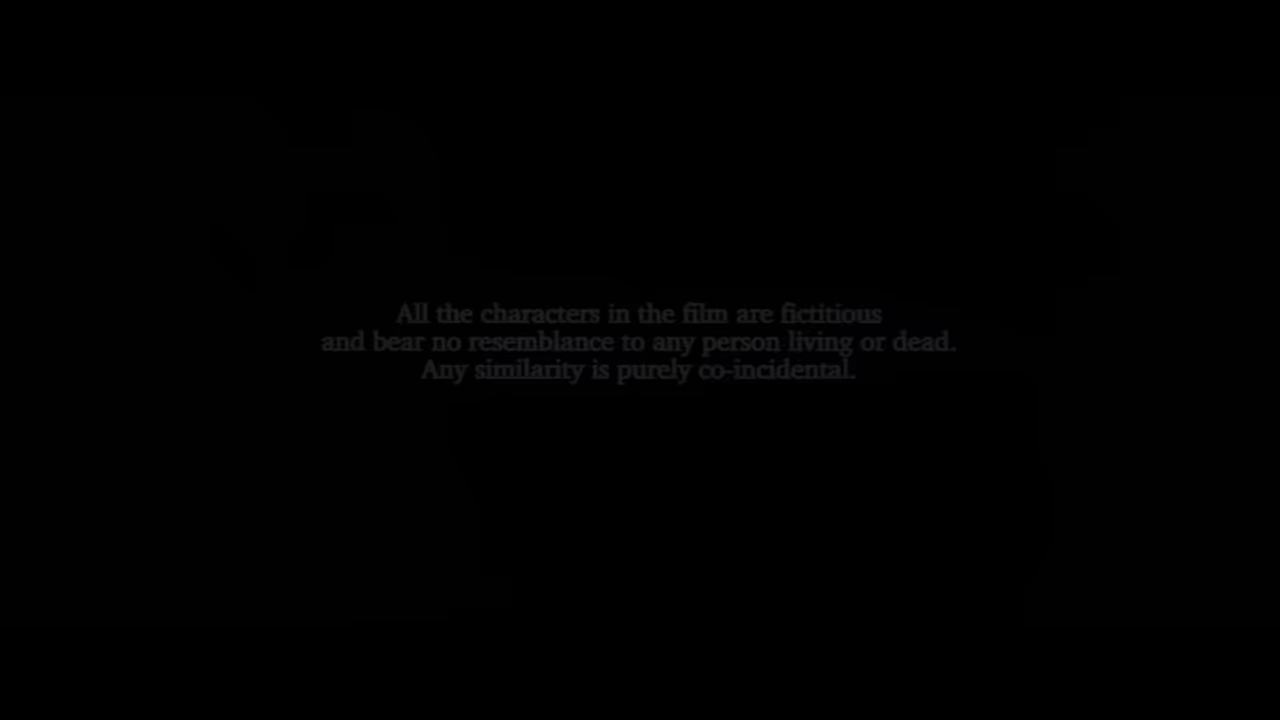 All the characters in the film are fictitious
and bear no resemblance to any person living or dead.
Any similarity is purely co-incidental.